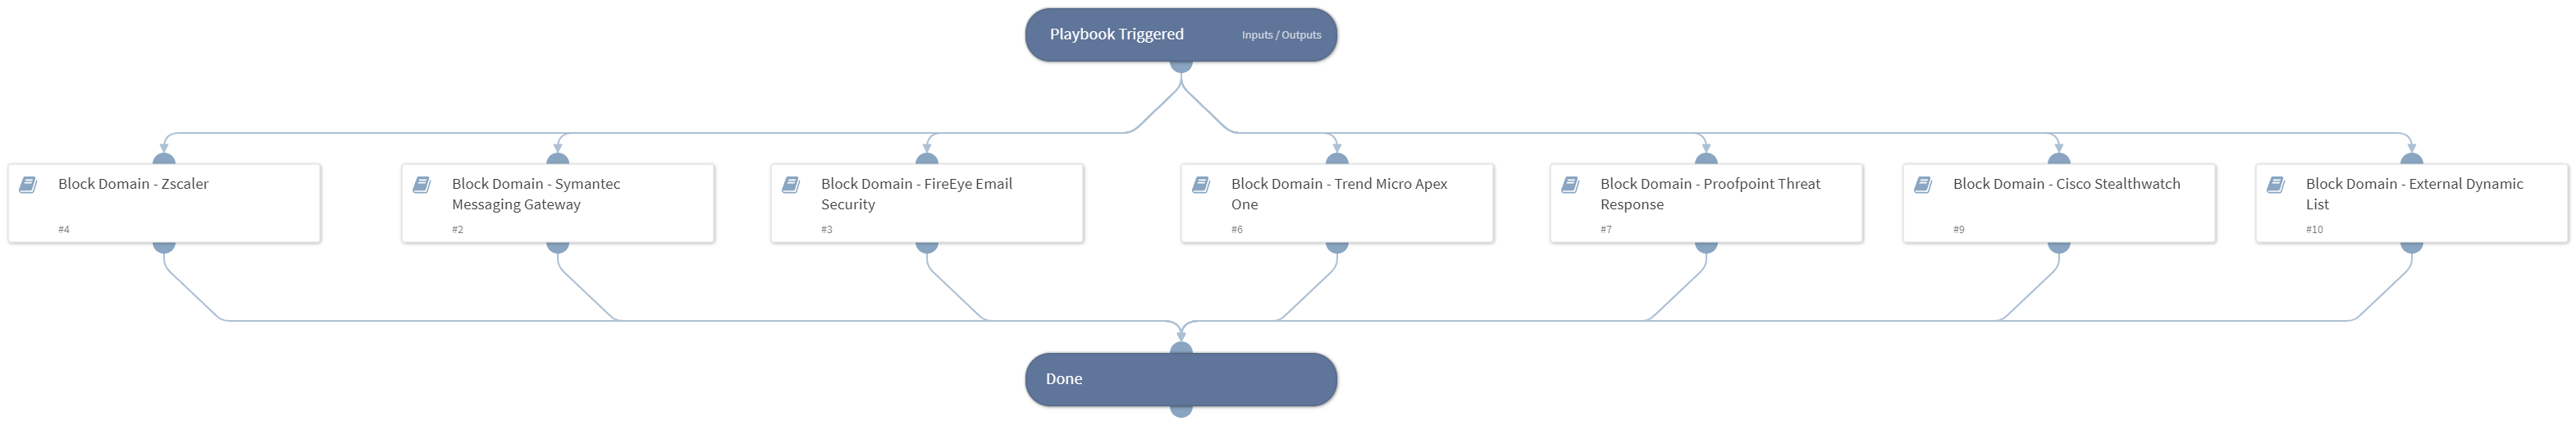 Playbook Triggered
Inputs / Outputs
Block Domain - Zscaler
#4
Block Domain - Symantec
Messaging Gateway
#2
Block Domain - FireEye Email
Security
#3
Block Domain - Trend Micro Apex
One
#6
Block Domain - Proofpoint Threat
Response
#7
Block Domain - Cisco Stealthwatch
#9
Block Domain - External Dynamic
List
#10
Done